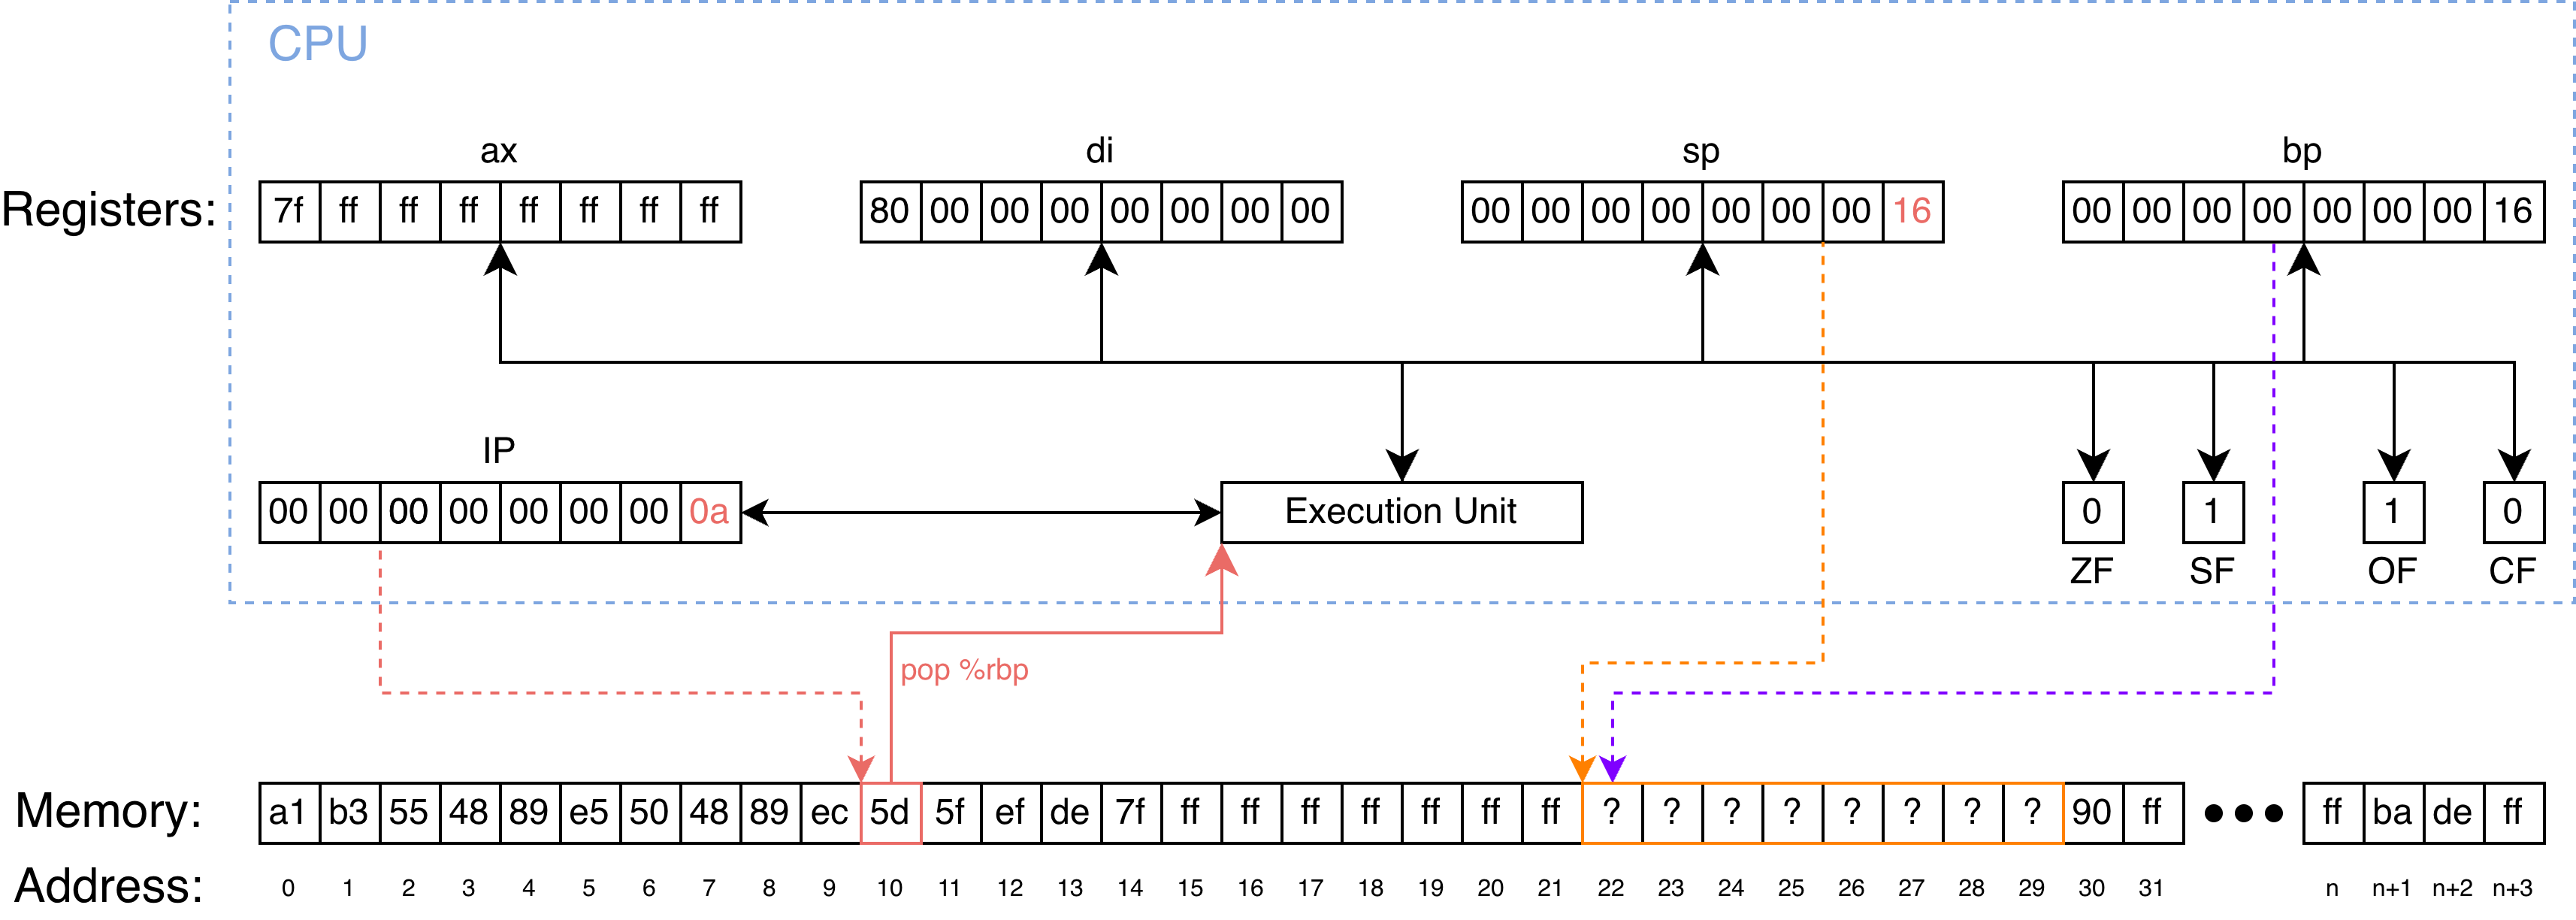 CPU
ax di sp bp
Registers: 7f ff ff ff ff ff ff ff 80 00 00 00 00 00 00 00 00 00 00 00 00 00 00 16 00 00 00 00 00 00 00 16
IP
00 00 00 00 00 00 00 0a Execution Unit 0 1 1 0
ZF SF OF CF
pop %rbp
Memory: a1 b3 55 48 89 e5 50 48 89 ec 5d 5f ef de 7f ff ff ff ff ff ff ff ? ? ? ? ? ? ? ? 90 ff ff ba de ff
Address: 0 1 2 3 4 5 6 7 8 9 10 11 12 13 14 15 16 17 18 19 20 21 22 23 24 25 26 27 28 29 30 31 n n+1 n+2 n+3